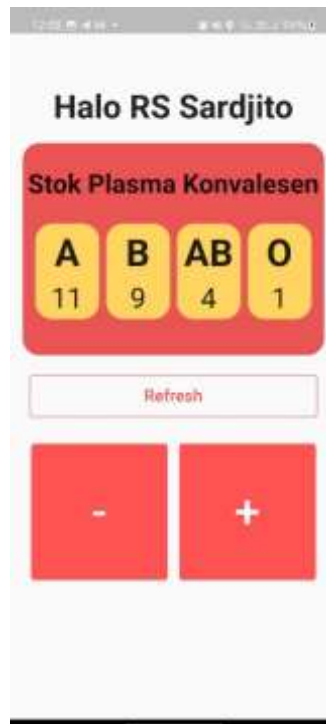 Halo RS Sardjito
Stok Plasma Konvalesen
A B AB O
11 9 4 1
Refresh
- +